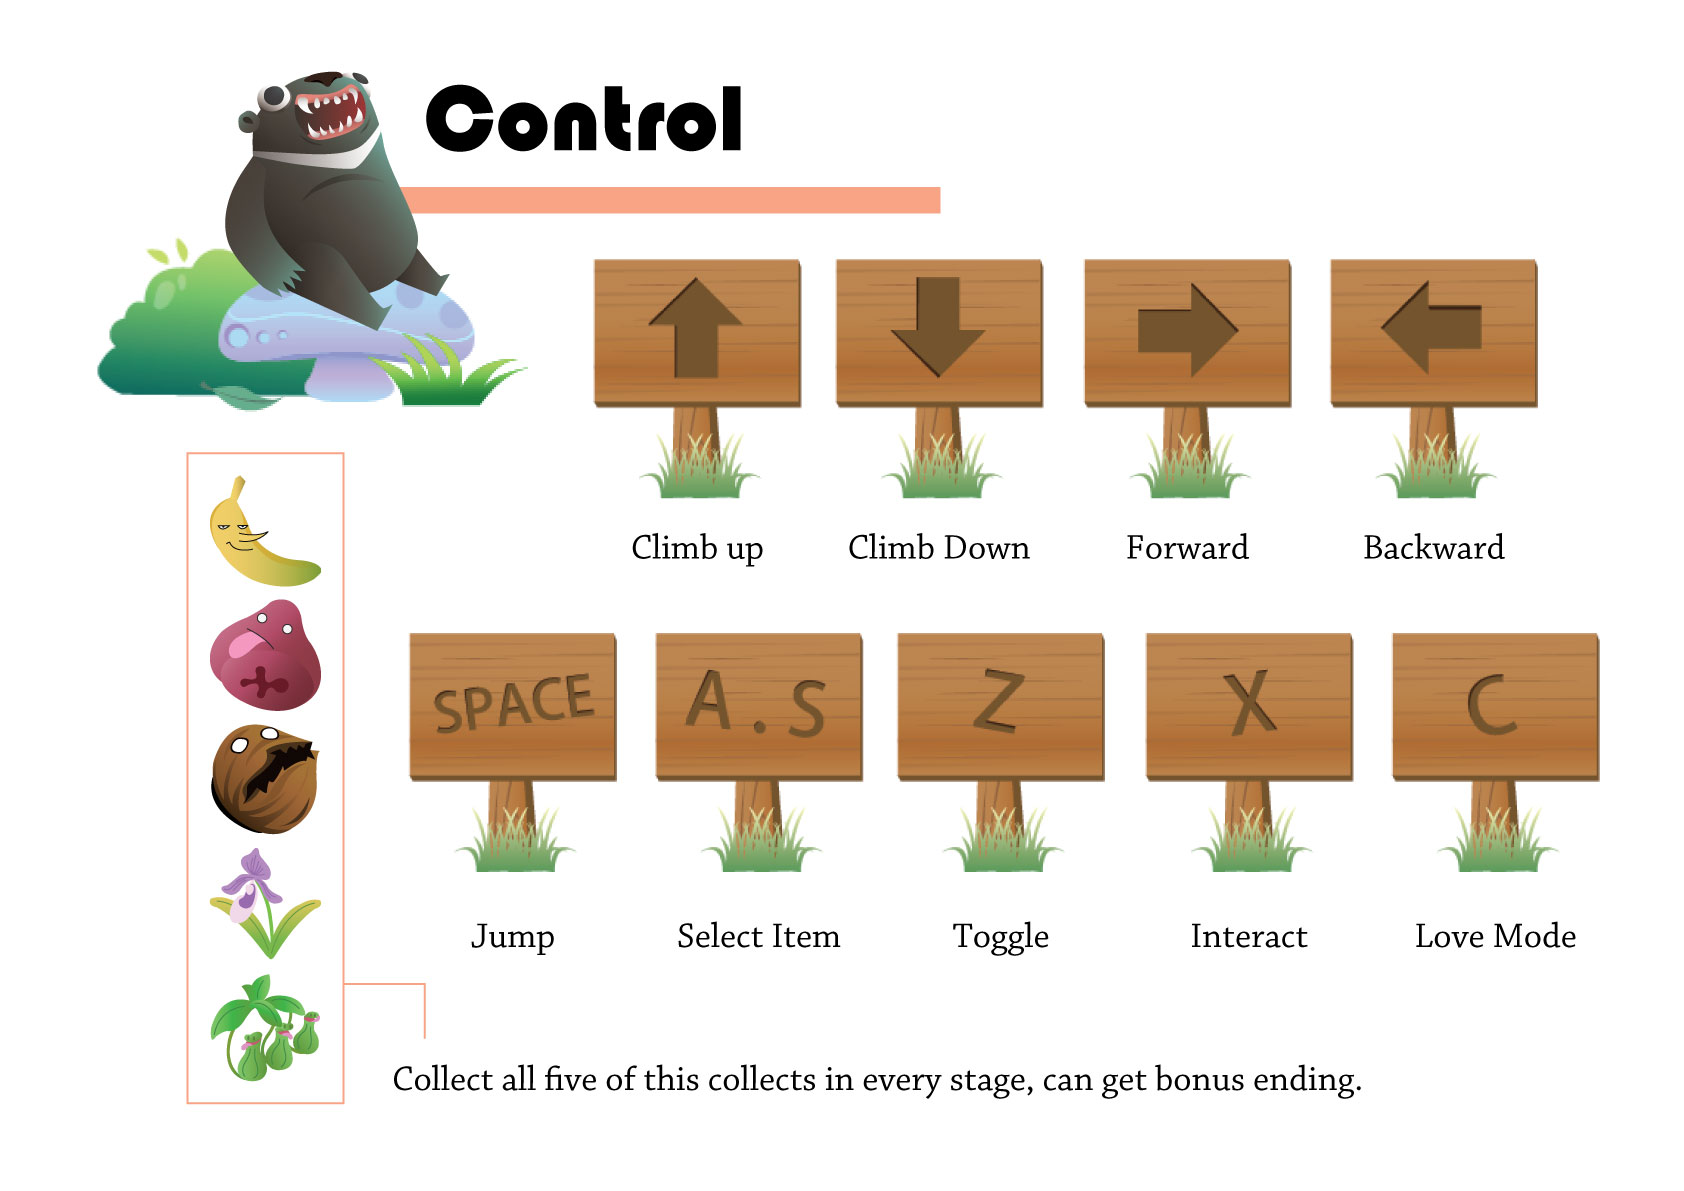 Control
Climb up
Climb Down
Forward
Backward
SPACE
A . S
Z
X
C
Jump
Select Item
Toggle
Interact
Love Mode
Collect all five of this collects in every stage, can get bonus ending.